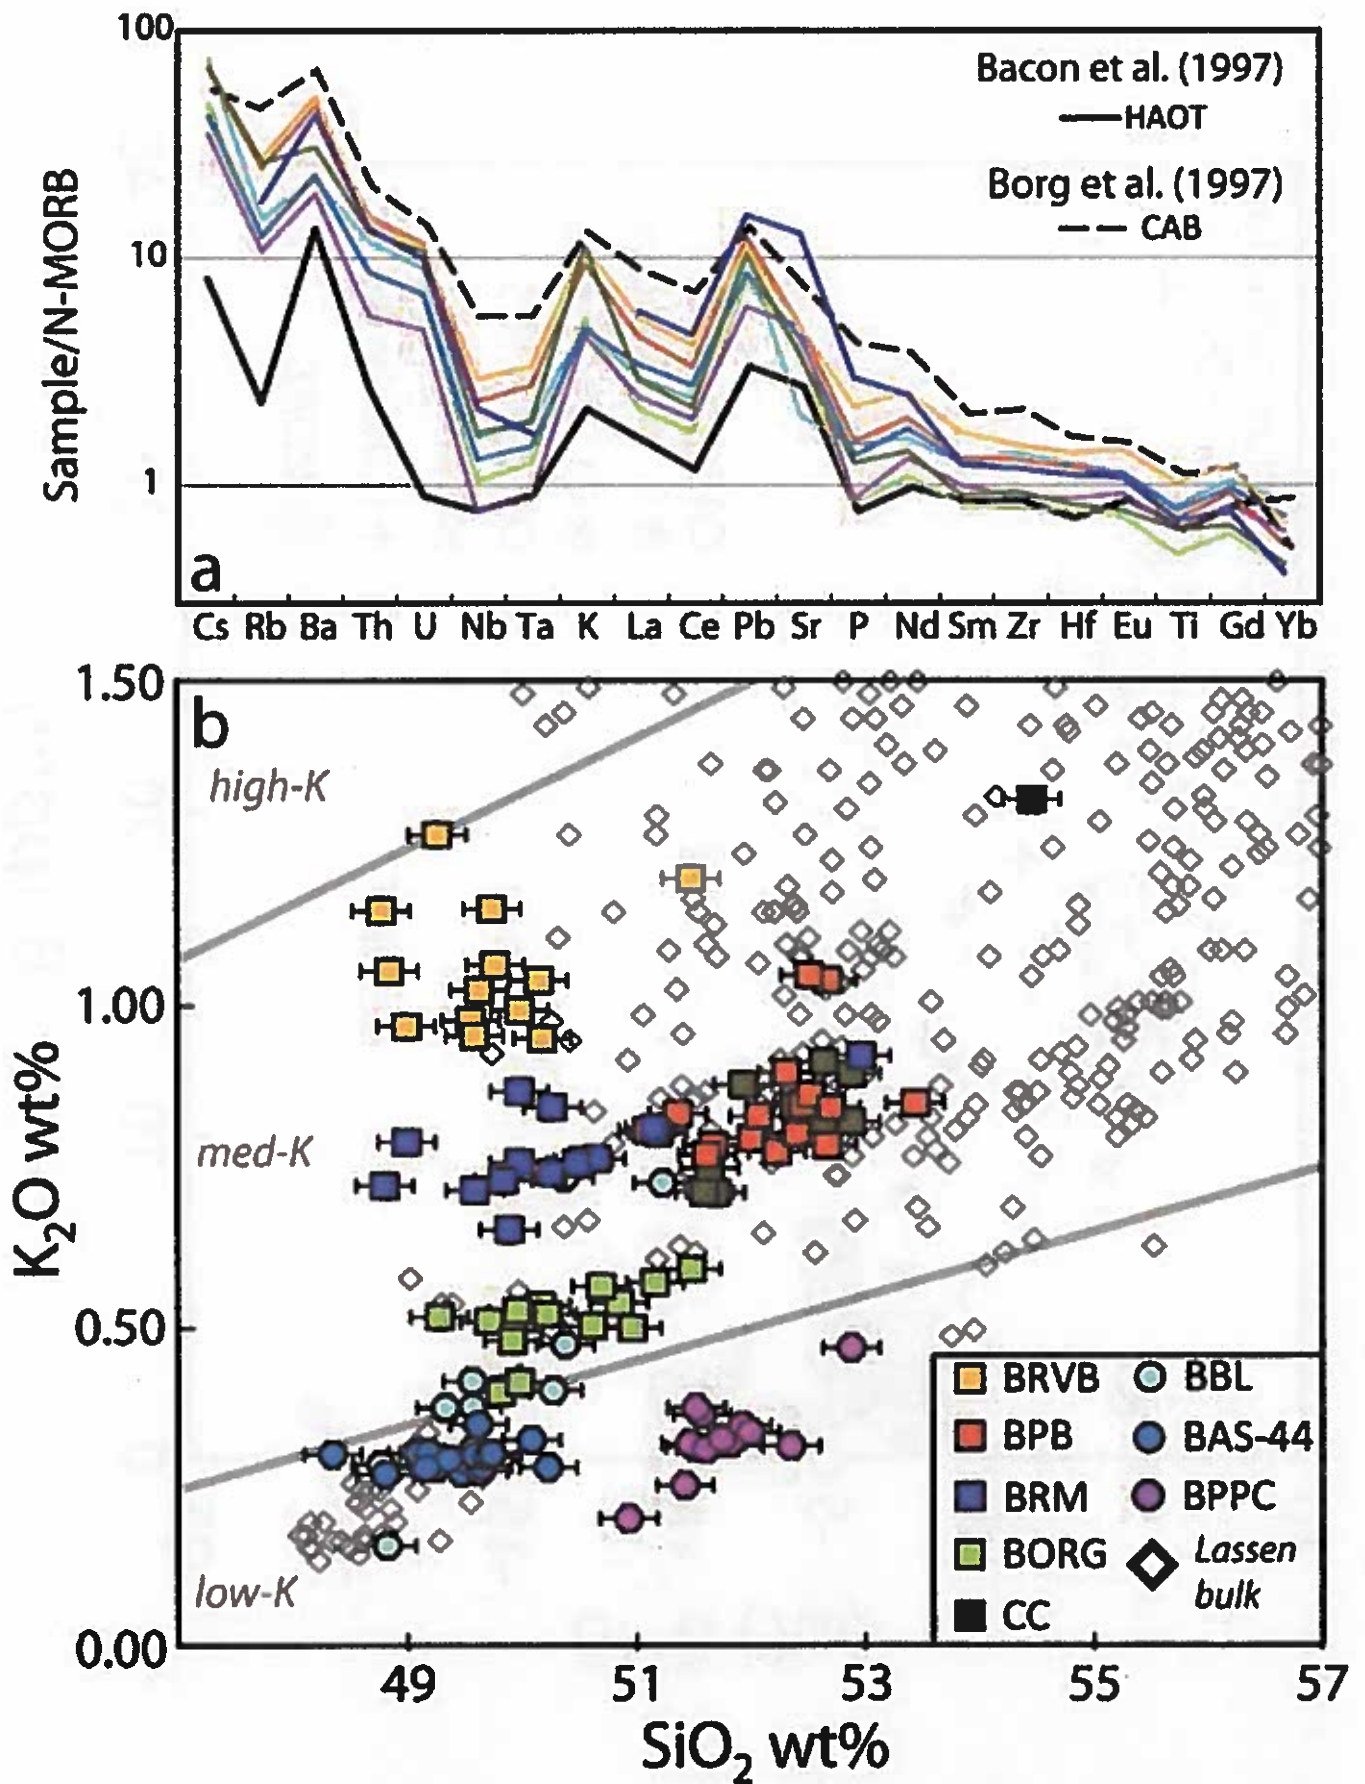 100
10
1
Sample/N-MORB
Bacon et al. (1997)
HAOT
Borg et al. (1997)
CAB
a
Cs Rb Ba Th U Nb Ta K La Ce Pb Sr P Nd Sm Zr Hf Eu Ti Gd Yb
1.50
1.00
0.50
0.00
K₂O wt%
b
high-K
med-K
low-K
BRVB
BPB
BRM
BORG
CC
BBL
BAS-44
BPPC
Lassen
bulk
49 51 53 55 57
SiO₂ wt%